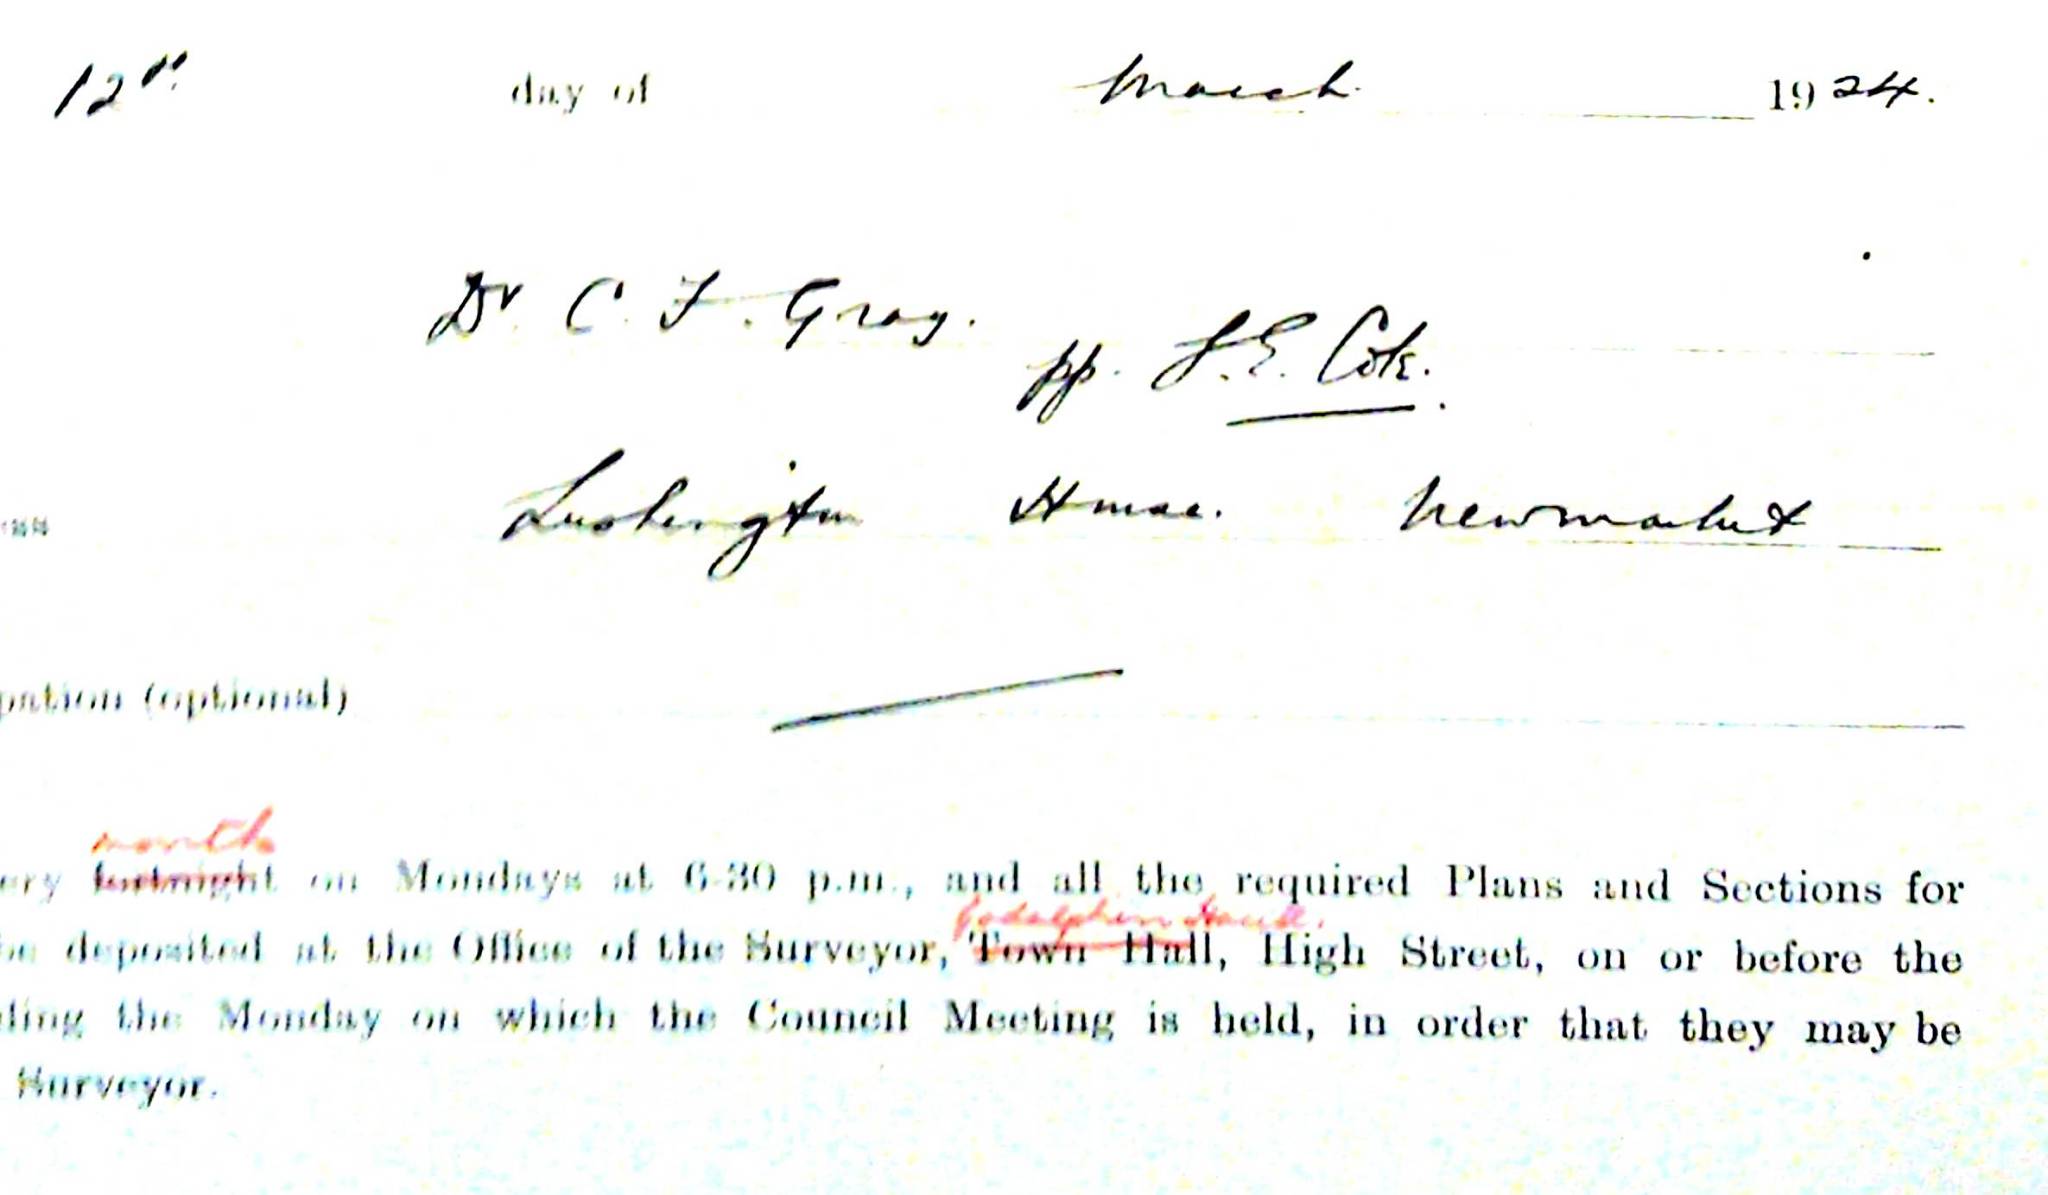 12th day of March 1924.
Dr. C. F. Gray.
pp. S. E. Cole.
Lushington House. Newmarket
pation (optional)
month
ery fortnight on Mondays at 6-30 p.m., and all the required Plans and Sections for
Godolphin House.
be deposited at the Office of the Surveyor, Town Hall, High Street, on or before the
ding the Monday on which the Council Meeting is held, in order that they may be
Surveyor.